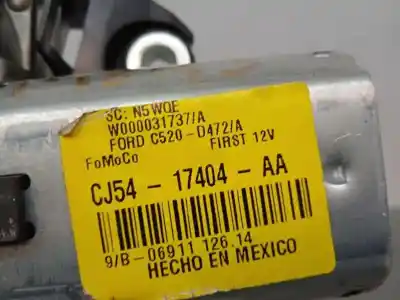 SC: N5WQE
W000031737/A
FORD C520-D472/A
FoMoCo FIRST 12V
CJ54-17404-AA
9/B-06911 126.14
HECHO EN MEXICO